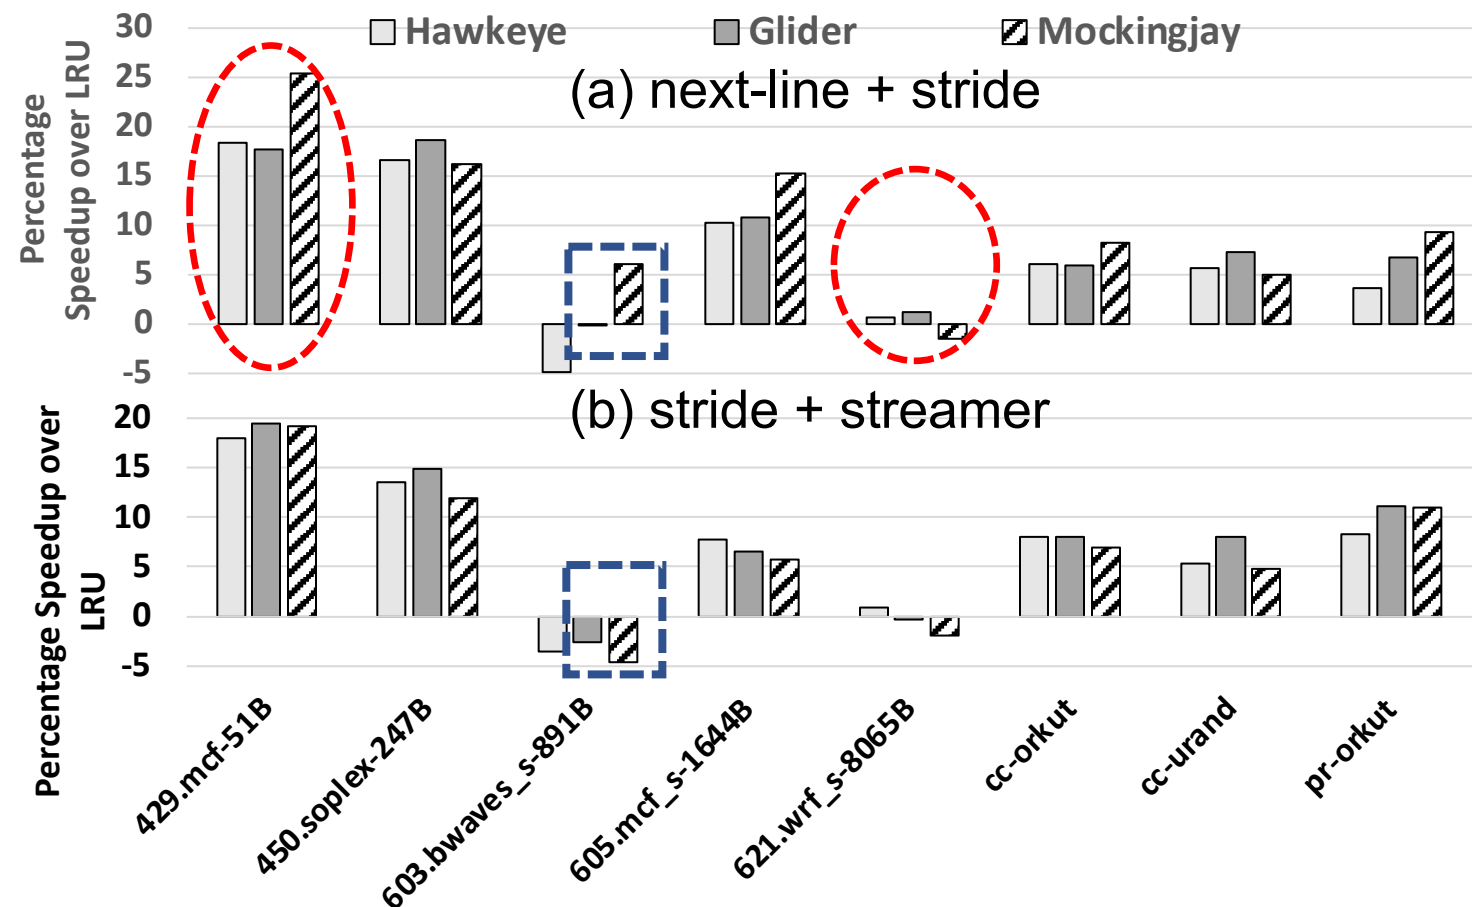 Hawkeye Glider Mockingjay
(a) next-line + stride
Percentage
Speedup over LRU
30
25
20
15
10
5
0
-5
(b) stride + streamer
Percentage Speedup over
LRU
20
15
10
5
0
-5
429.mcf-51B
450.soplex-247B
603.bwaves_s-891B
605.mcf_s-1644B
621.wrf_s-8065B
cc-orkut
cc-urand
pr-orkut